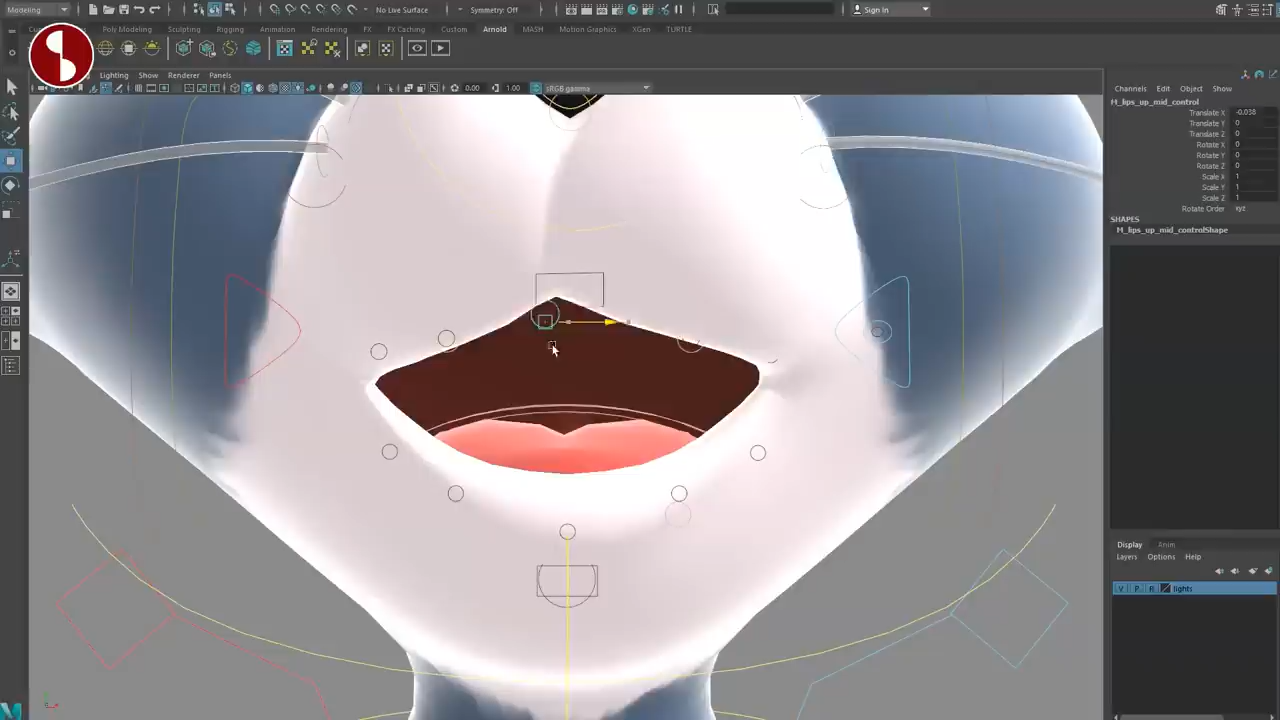 Modeling
No Live Surface
Symmetry: Off
Sign In
Poly Modeling
Sculpting
Rigging
Animation
Rendering
FX
FX Caching
Custom
Arnold
MASH
Motion Graphics
XGen
TURTLE
Lighting
Show
Renderer
Panels
0.00
1.00
sRGB gamma
Channels
Edit
Object
Show
M_lips_up_mid_control
Translate X -0.038
Translate Y 0
Translate Z 0
Rotate X 0
Rotate Y 0
Rotate Z 0
Scale X 1
Scale Y 1
Scale Z 1
Rotate Order xyz
SHAPES
M_lips_up_mid_controlShape
Display
Anim
Layers
Options
Help
V P R lights